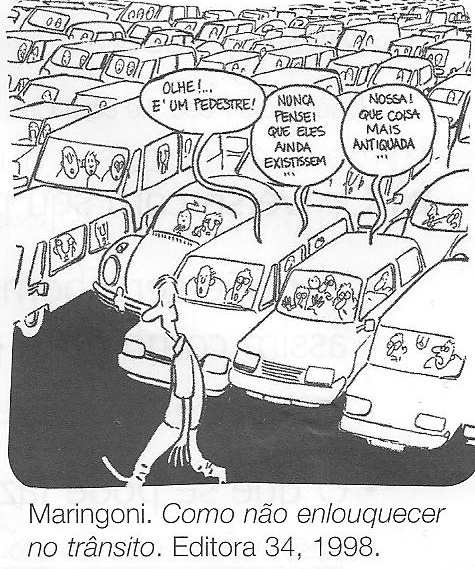 OLHE!...
E' UM PEDESTRE!
NUNCA
PENSEI
QUE ELES
AINDA
EXISTISSEM
...
NOSSA!
QUE COISA
MAIS
ANTIQUADA
...
Maringoni. Como não enlouquecer
no trânsito. Editora 34, 1998.